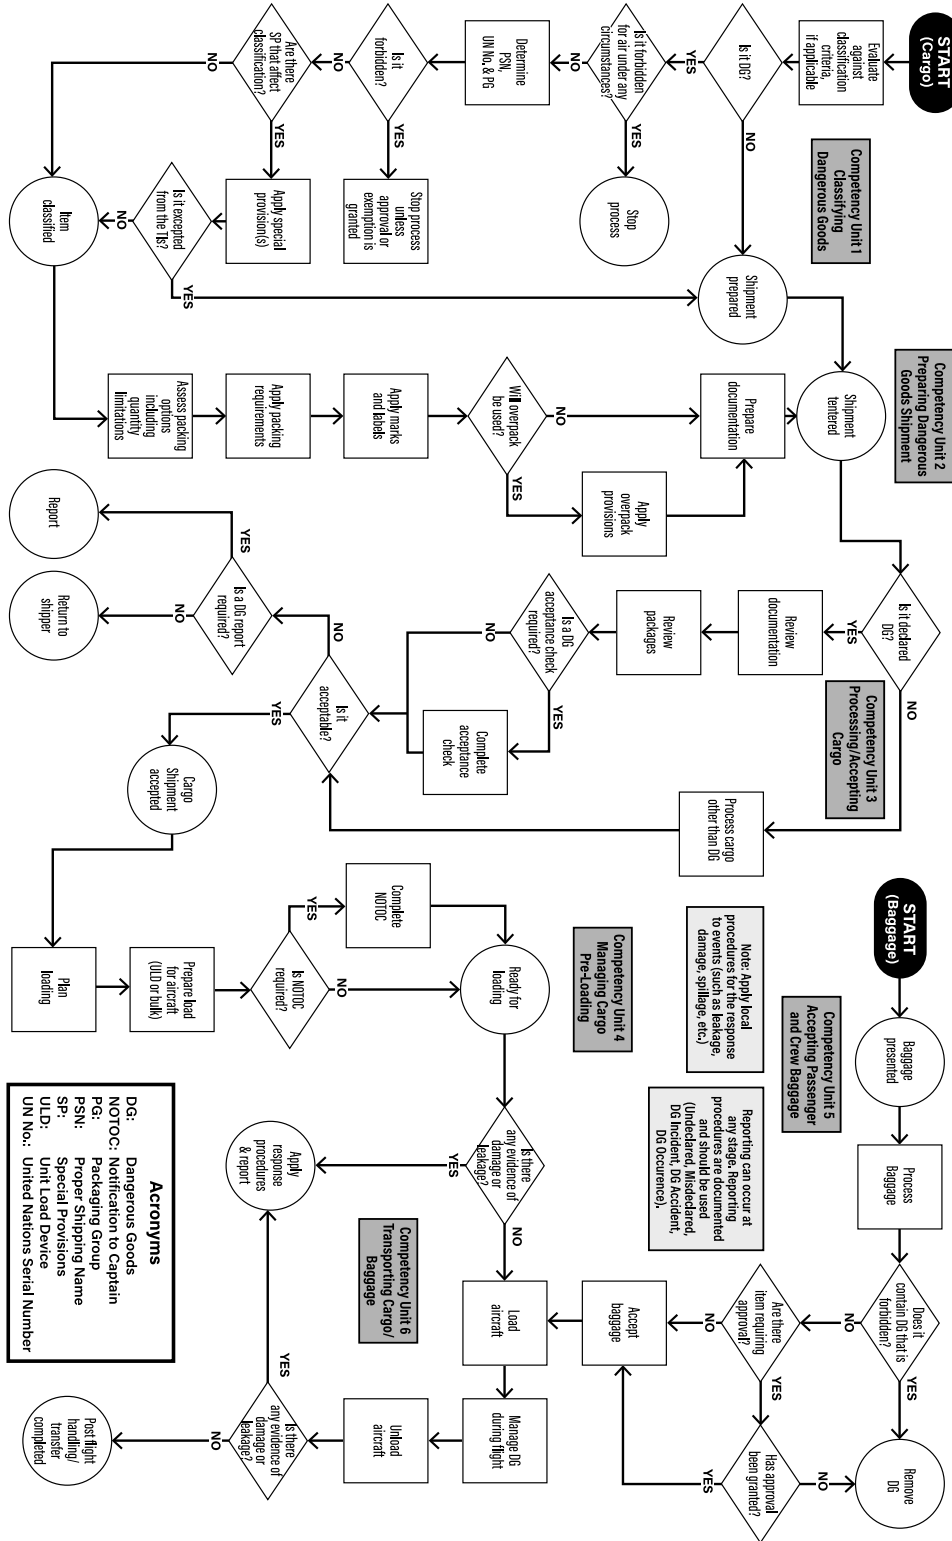 START
(Cargo)
Evaluate
against
classification
criteria,
if applicable
Is it DG?
YES
NO
Is it forbidden
for air under any
circumstances?
YES
NO
Stop
process
Determine
PSN,
UN No. & PG
Is it
forbidden?
YES
NO
Stop process
unless
approval or
exemption is
granted
Are there
SP that affect
classification?
YES
NO
Apply special
provision(s)
Is it excepted
from the TIs?
YES
NO
Item
classified
Competency Unit 1
Classifying
Dangerous Goods
Shipment
prepared
Competency Unit 2
Preparing Dangerous
Goods Shipment
Shipment
tentered
Assess packing
options
including
quantity
limitations
Apply packing
requirements
Apply marks
and labels
Will overpack
be used?
NO
YES
Apply
overpack
provisions
Prepare
documentation
Is it declared
DG?
YES
NO
Competency Unit 3
Processing/Accepting
Cargo
Review
documentation
Review
packages
Is a DG
acceptance check
required?
NO
YES
Complete
acceptance
check
Process cargo
other than DG
Is it
acceptable?
NO
YES
Is a DG report
required?
YES
NO
Report
Return to
shipper
Cargo
Shipment
accepted
Plan
loading
Prepare load
for aircraft
(ULD or bulk)
Is NOTOC
required?
YES
NO
Complete
NOTOC
Ready for
loading
Competency Unit 4
Managing Cargo
Pre-Loading
START
(Baggage)
Baggage
presented
Competency Unit 5
Accepting Passenger
and Crew Baggage
Process
Baggage
Does it
contain DG that is
forbidden?
YES
NO
Remove
DG
Are there
item requiring
approval?
YES
NO
Has approval
been granted?
NO
YES
Accept
baggage
Note: Apply local
procedures for the response
to events (such as leakage,
damage, spillage, etc.)
Reporting can occur at
any stage. Reporting
procedures are documented
and should be used
(Undeclared, Misdeclared,
DG Incident, DG Accident,
DG Occurence).
Is there
any evidence of
damage or
leakage?
YES
NO
Apply
response
procedures
& report
Competency Unit 6
Transporting Cargo/
Baggage
Load
aircraft
Manage DG
during flight
Unload
aircraft
Is there
any evidence of
damage or
leakage?
YES
NO
Post flight
handling/
transfer
completed
Acronyms
DG: Dangerous Goods
NOTOC: Notification to Captain
PG: Packaging Group
PSN: Proper Shipping Name
SP: Special Provisions
ULD: Unit Load Device
UN No.: United Nations Serial Number